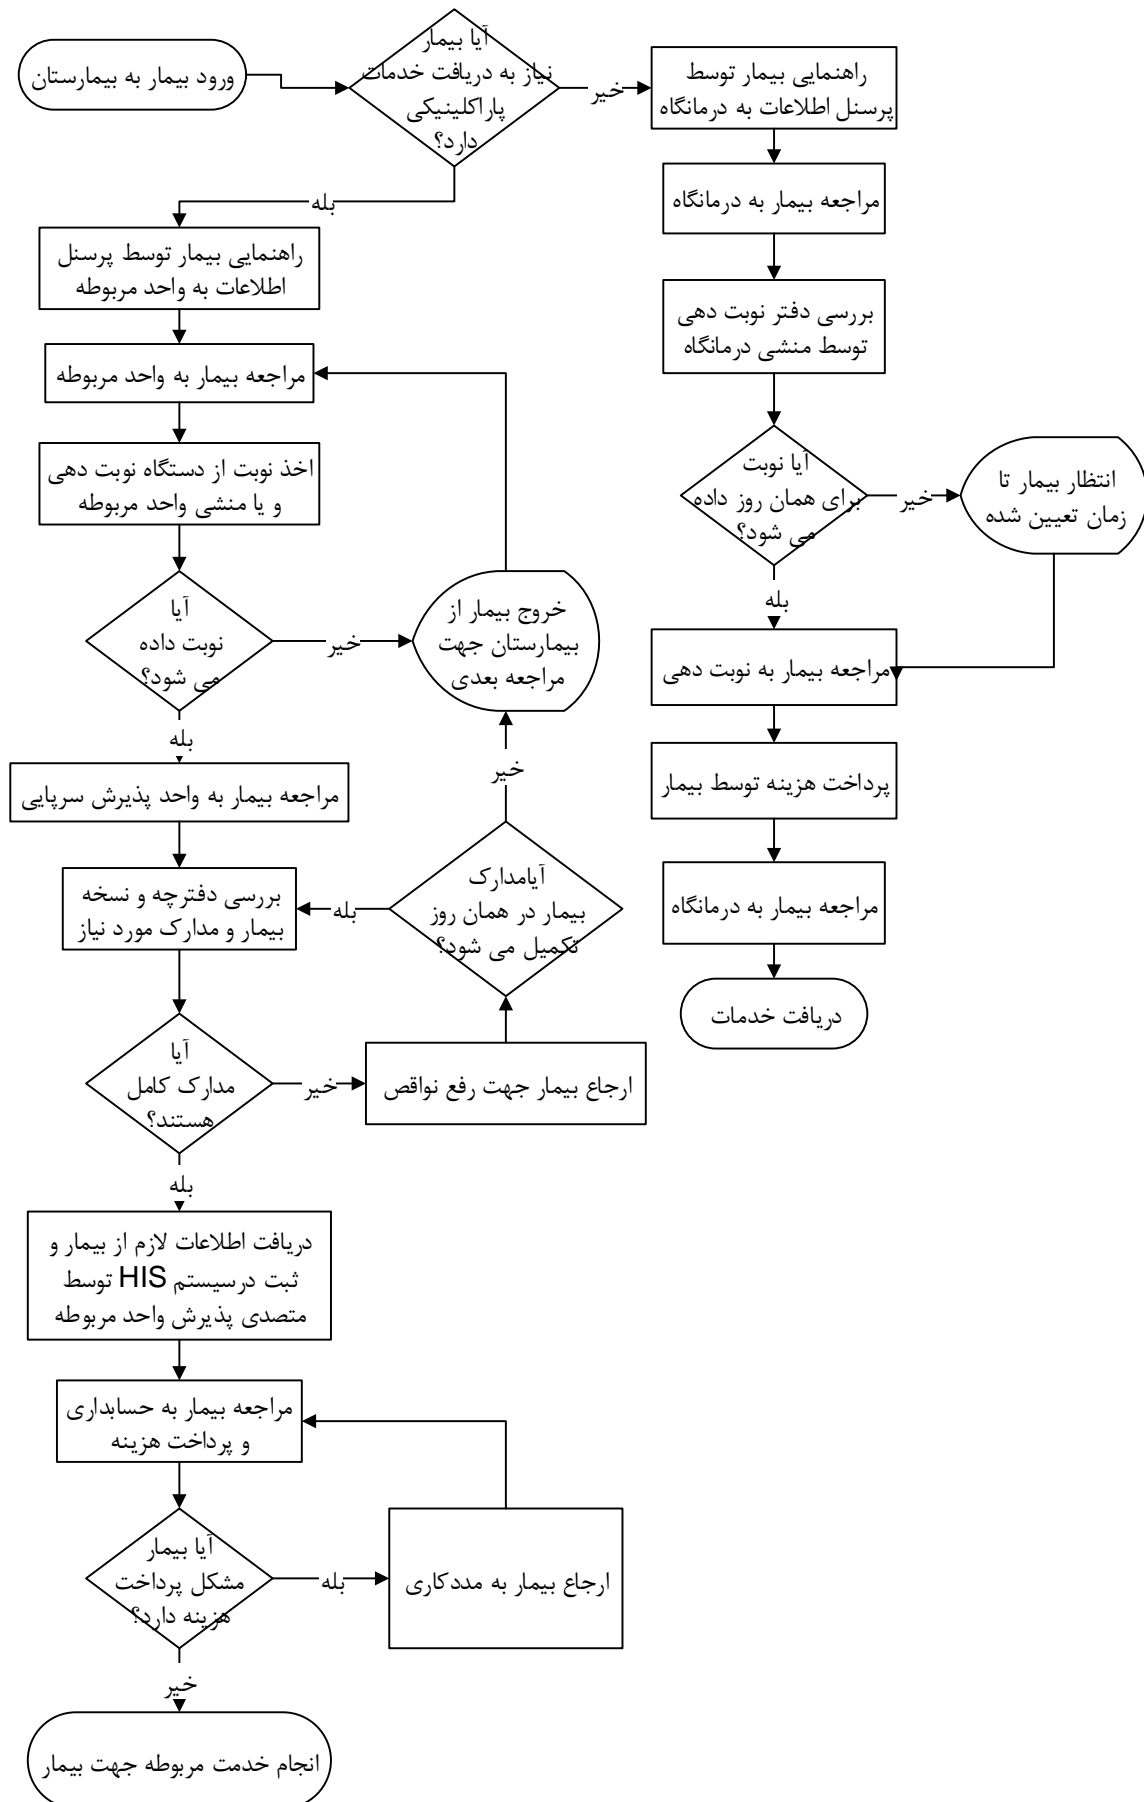 ورود بیمار به بیمارستان
آیا بیمار
نیاز به دریافت خدمات
پاراکلینیکی
دارد؟
خیر
راهنمایی بیمار توسط
پرسنل اطلاعات به درمانگاه
مراجعه بیمار به درمانگاه
بررسی دفتر نوبت دهی
توسط منشی درمانگاه
آیا نوبت
برای همان روز داده
می شود؟
خیر
انتظار بیمار تا
زمان تعیین شده
بله
مراجعه بیمار به نوبت دهی
پرداخت هزینه توسط بیمار
مراجعه بیمار به درمانگاه
دریافت خدمات
بله
راهنمایی بیمار توسط پرسنل
اطلاعات به واحد مربوطه
مراجعه بیمار به واحد مربوطه
اخذ نوبت از دستگاه نوبت دهی
و یا منشی واحد مربوطه
آیا
نوبت داده
می شود؟
خیر
خروج بیمار از
بیمارستان جهت
مراجعه بعدی
بله
مراجعه بیمار به واحد پذیرش سرپایی
بررسی دفترچه و نسخه
بیمار و مدارک مورد نیاز
بله
آیامدارک
بیمار در همان روز
تکمیل می شود؟
خیر
آیا
مدارک کامل
هستند؟
خیر
ارجاع بیمار جهت رفع نواقص
بله
دریافت اطلاعات لازم از بیمار و
ثبت درسیستم HIS توسط
متصدی پذیرش واحد مربوطه
مراجعه بیمار به حسابداری
و پرداخت هزینه
آیا بیمار
مشکل پرداخت
هزینه دارد؟
بله
ارجاع بیمار به مددکاری
خیر
انجام خدمت مربوطه جهت بیمار